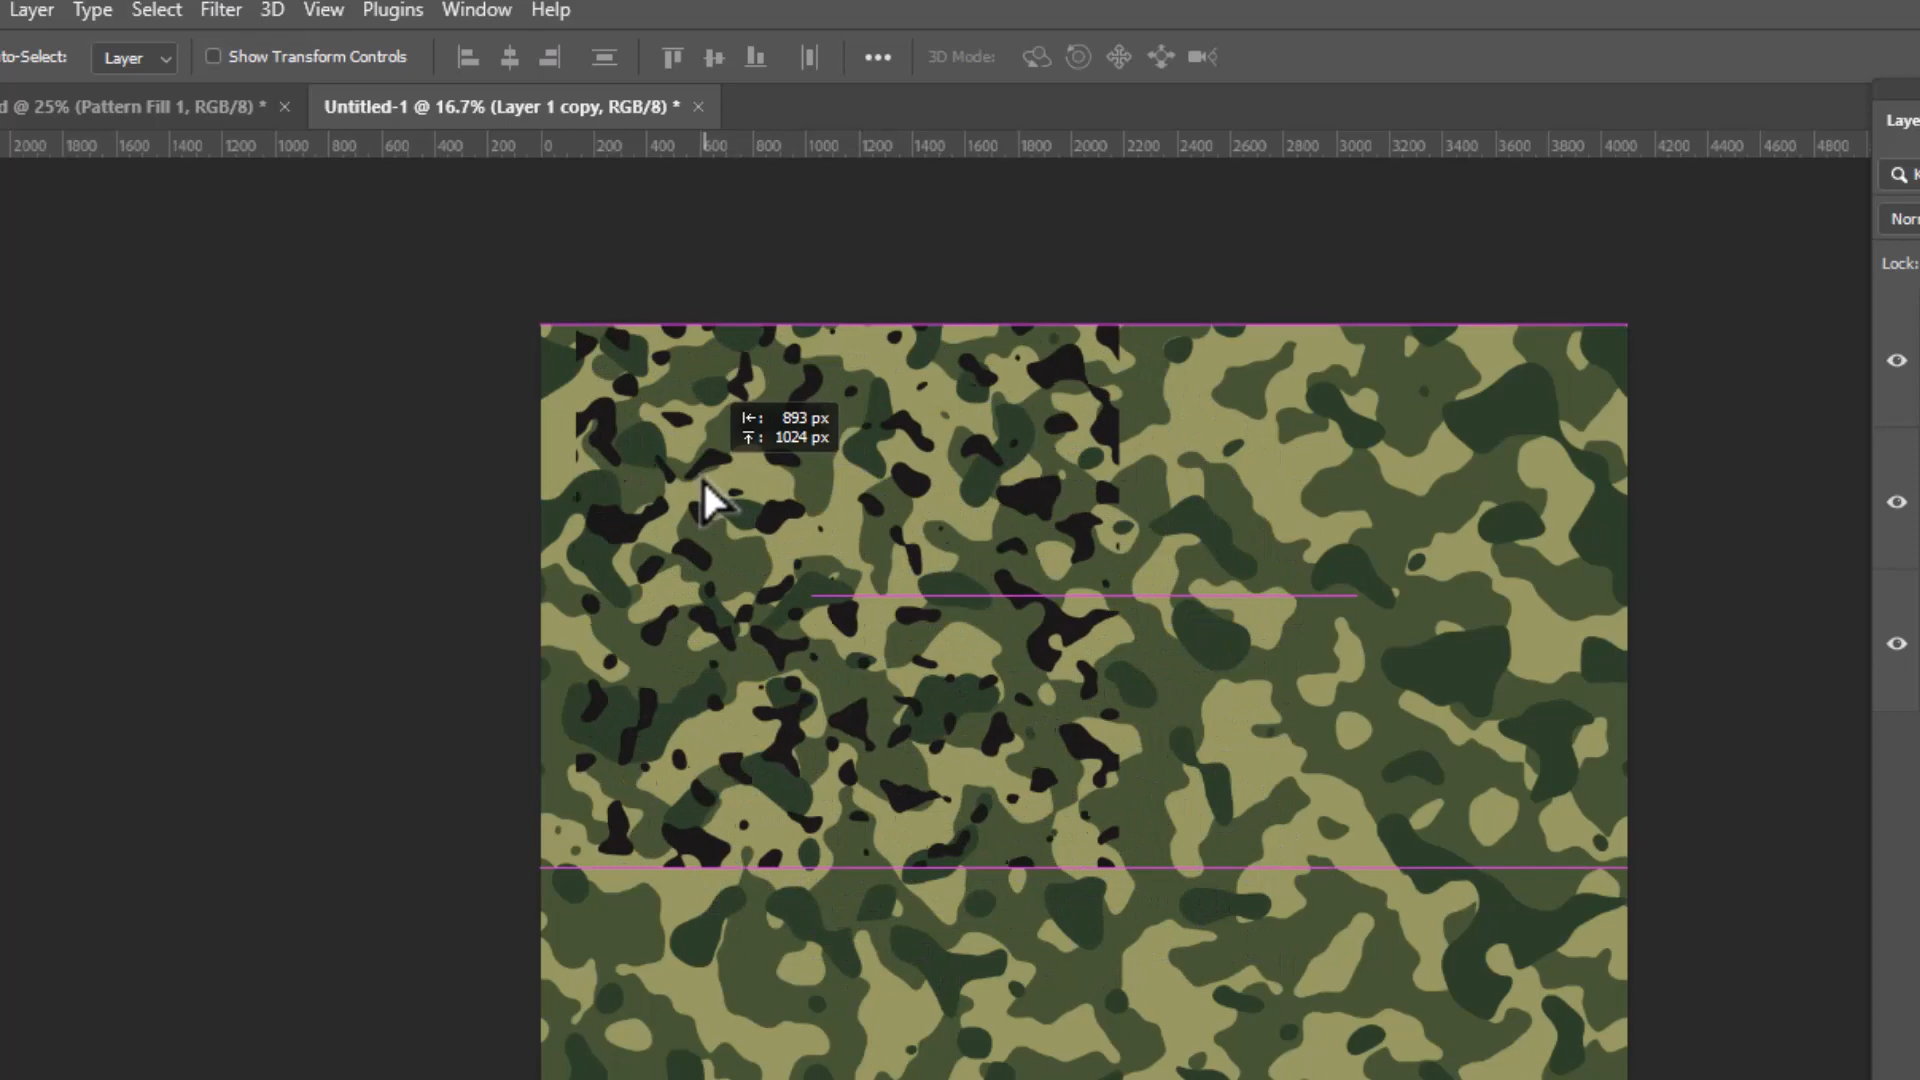 Layer Type Select Filter 3D View Plugins Window Help
to-Select: Layer Show Transform Controls 3D Mode:
d @ 25% (Pattern Fill 1, RGB/8) * × Untitled-1 @ 16.7% (Layer 1 copy, RGB/8) * ×
2000 1800 1600 1400 1200 1000 800 600 400 200 0 200 400 600 800 1000 1200 1400 1600 1800 2000 2200 2400 2600 2800 3000 3200 3400 3600 3800 4000 4200 4400 4600 4800
Laye
K
Norr
Lock:
893 px
1024 px